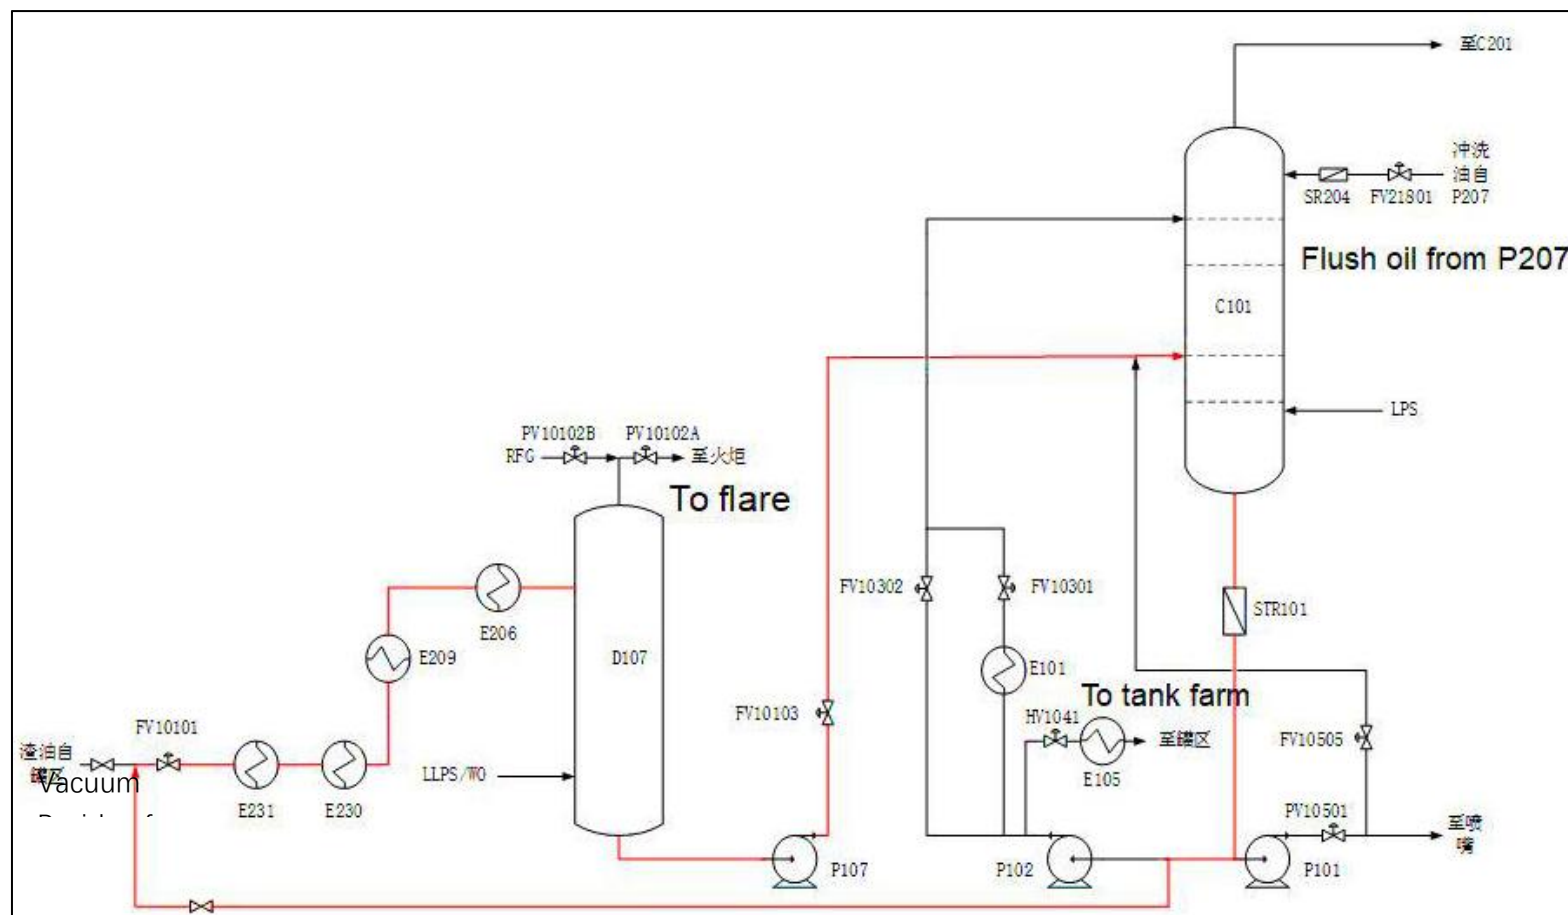 至C201
冲洗
油自
P207
SR204
FV21801
Flush oil from P207
C101
LPS
PV10102B
PV10102A
RFG
至火炬
To flare
FV10302
FV10301
STR101
E206
E209
D107
E101
To tank farm
FV10103
HV1041
至罐区
FV10505
FV10101
渣油自
罐区
Vacuum
LLPS/WO
E105
E231
E230
PV10501
至喷
嘴
P107
P102
P101